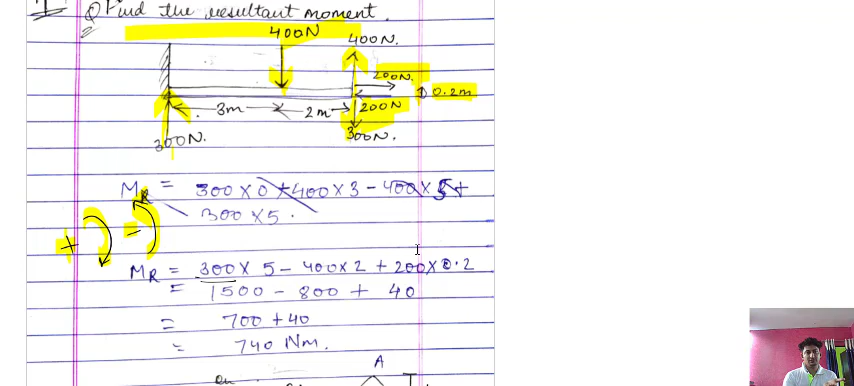 Q Find the resultant moment.
400N
400N.
200N.
0.2m
3m
2m
200N
300N.
300N.
MR = 300 × 0 + 400 × 3 - 400 × 5 +
300 × 5 .
+
-
MR = 300 × 5 - 400 × 2 + 200 × 0.2
= 1500 - 800 + 40
= 700 + 40
= 740 Nm.
A